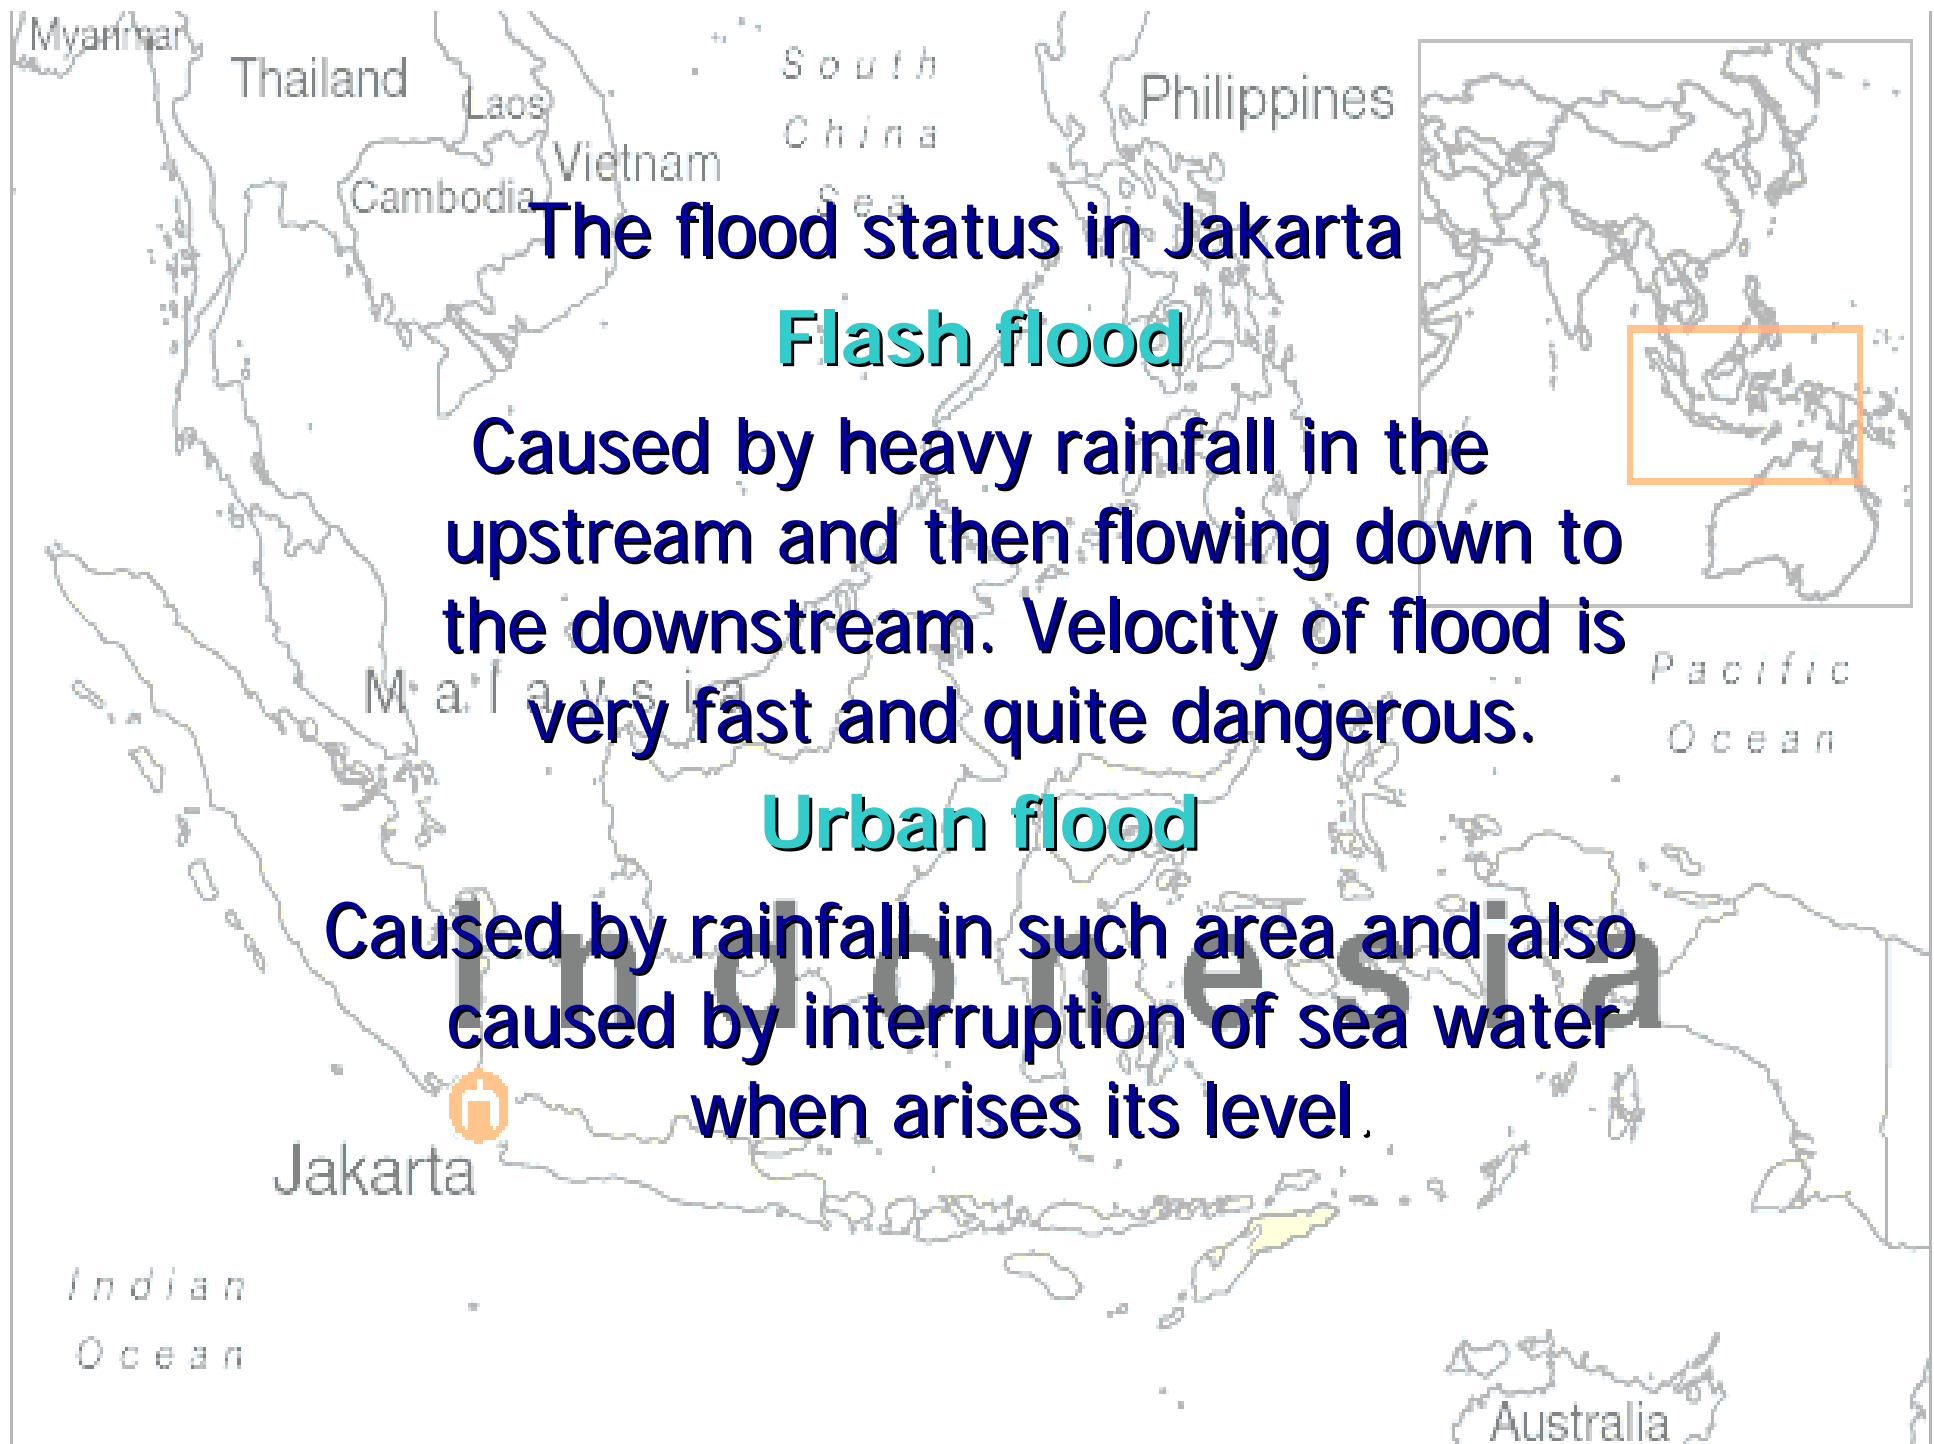 Myanmar
Thailand
Laos
Vietnam
Cambodia
South
China
Sea
Philippines
The flood status in Jakarta
Flash flood
Caused by heavy rainfall in the
upstream and then flowing down to
the downstream. Velocity of flood is
very fast and quite dangerous.
Malaysia
Pacific
Ocean
Urban flood
Caused by rainfall in such area and also
caused by interruption of sea water
when arises its level.
Indonesia
Jakarta
Indian
Ocean
Australia